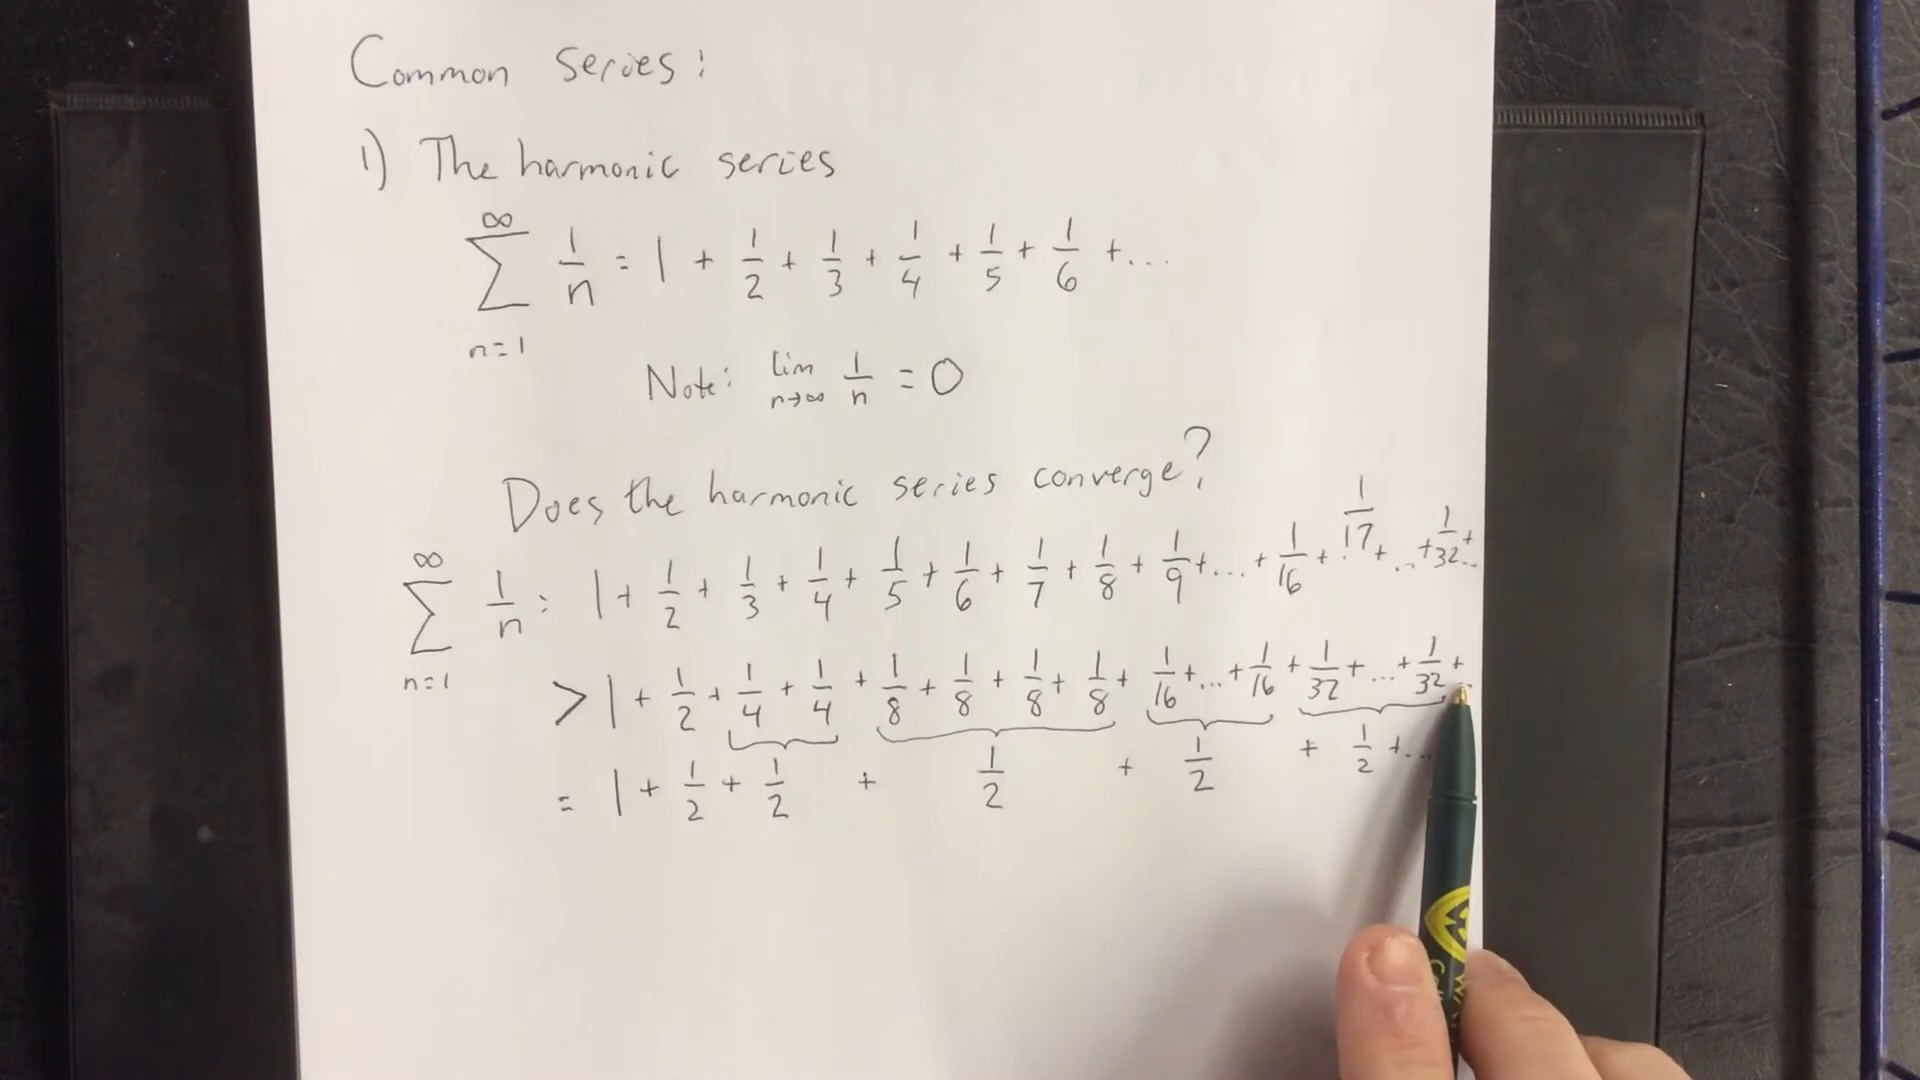 Common series:
1) The harmonic series
∞ ∑ n=1 1/n = 1 + 1/2 + 1/3 + 1/4 + 1/5 + 1/6 + ...
Note: lim n→∞ 1/n = 0
Does the harmonic series converge?
∞ ∑ n=1 1/n = 1 + 1/2 + 1/3 + 1/4 + 1/5 + 1/6 + 1/7 + 1/8 + 1/9 + ... + 1/16 + 1/17 + ... + 1/32 + ...
> 1 + 1/2 + 1/4 + 1/4 + 1/8 + 1/8 + 1/8 + 1/8 + 1/16 + ... + 1/16 + 1/32 + ... + 1/32 + ...
= 1 + 1/2 + 1/2 + 1/2 + 1/2 + 1/2 + ...